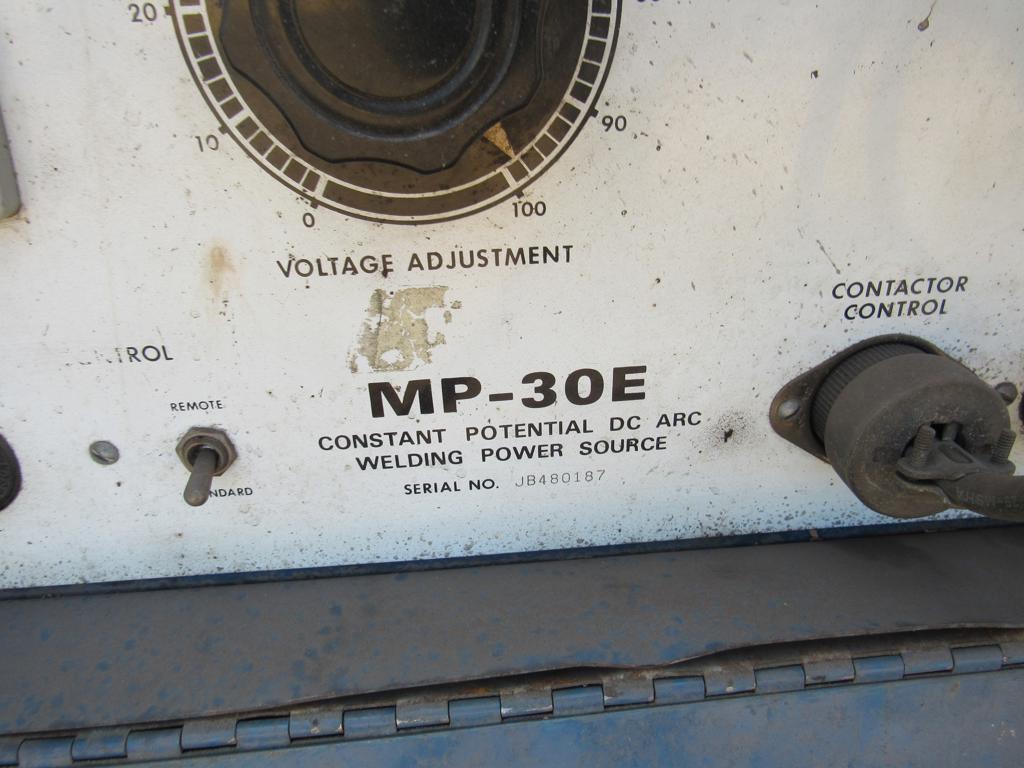 20
10
0
90
100
VOLTAGE ADJUSTMENT
CONTACTOR
CONTROL
REMOTE
MP-30E
CONSTANT POTENTIAL DC ARC
WELDING POWER SOURCE
SERIAL NO. JB480187